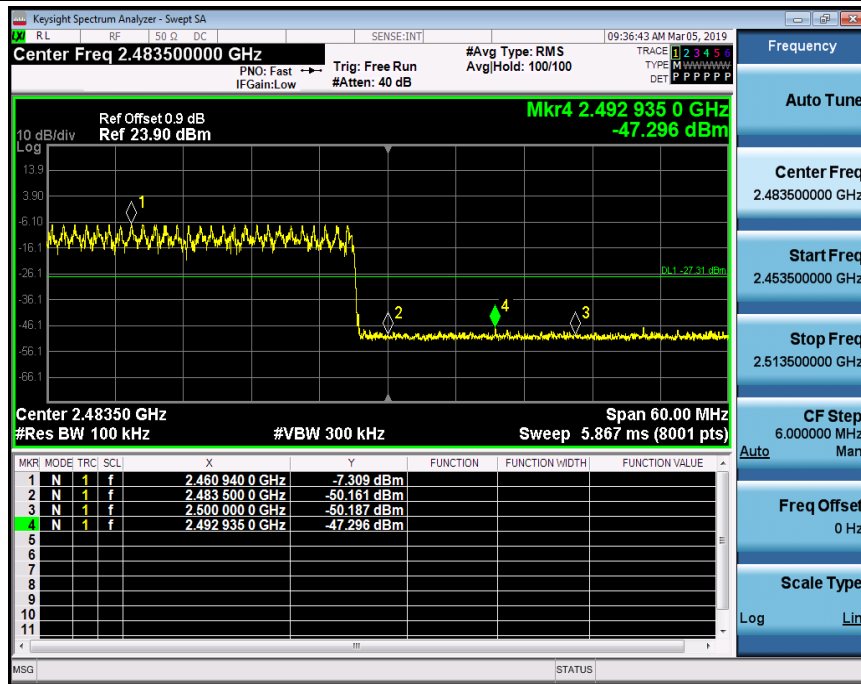 Keysight Spectrum Analyzer - Swept SA
LXI RL RF 50 Ω DC SENSE:INT 09:36:43 AM Mar 05, 2019
Center Freq 2.483500000 GHz
PNO: Fast
IFGain:Low
Trig: Free Run
#Atten: 40 dB
#Avg Type: RMS
Avg|Hold: 100/100
TRACE 1 2 3 4 5 6
TYPE M WWWWW
DET P P P P P P
Frequency
Ref Offset 0.9 dB
Mkr4 2.492 935 0 GHz
10 dB/div Ref 23.90 dBm
-47.296 dBm
Log
13.9
3.90
-6.10
-16.1
-26.1
-36.1
-46.1
-56.1
-66.1
1
2
4
3
DL1 -27.31 dBm
Center 2.48350 GHz Span 60.00 MHz
#Res BW 100 kHz #VBW 300 kHz Sweep 5.867 ms (8001 pts)
MKR MODE TRC SCL X Y FUNCTION FUNCTION WIDTH FUNCTION VALUE
1 N 1 f 2.460 940 0 GHz -7.309 dBm
2 N 1 f 2.483 500 0 GHz -50.161 dBm
3 N 1 f 2.500 000 0 GHz -50.187 dBm
4 N 1 f 2.492 935 0 GHz -47.296 dBm
5
6
7
8
9
10
11
Auto Tune
Center Freq
2.483500000 GHz
Start Freq
2.453500000 GHz
Stop Freq
2.513500000 GHz
CF Step
6.000000 MHz
Auto Man
Freq Offset
0 Hz
Scale Type
Log Lin
MSG STATUS